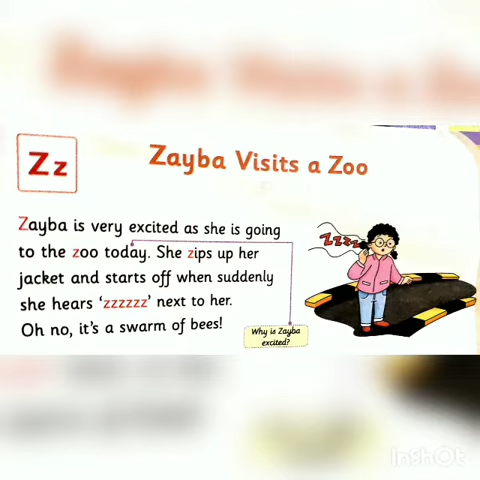 Zz
Zayba Visits a Zoo
Zayba is very excited as she is going
to the zoo today. She zips up her
jacket and starts off when suddenly
she hears ‘zzzzzz’ next to her.
Oh no, it's a swarm of bees!
Why is Zayba
excited?
zzzz
InShOt